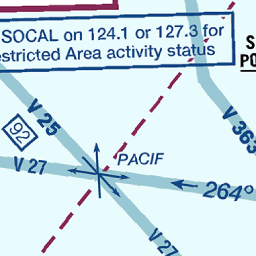 SOCAL on 124.1 or 127.3 for
estricted Area activity status
S
PO
V 25
V 363
92
V 27
PACIF
264°
V 27